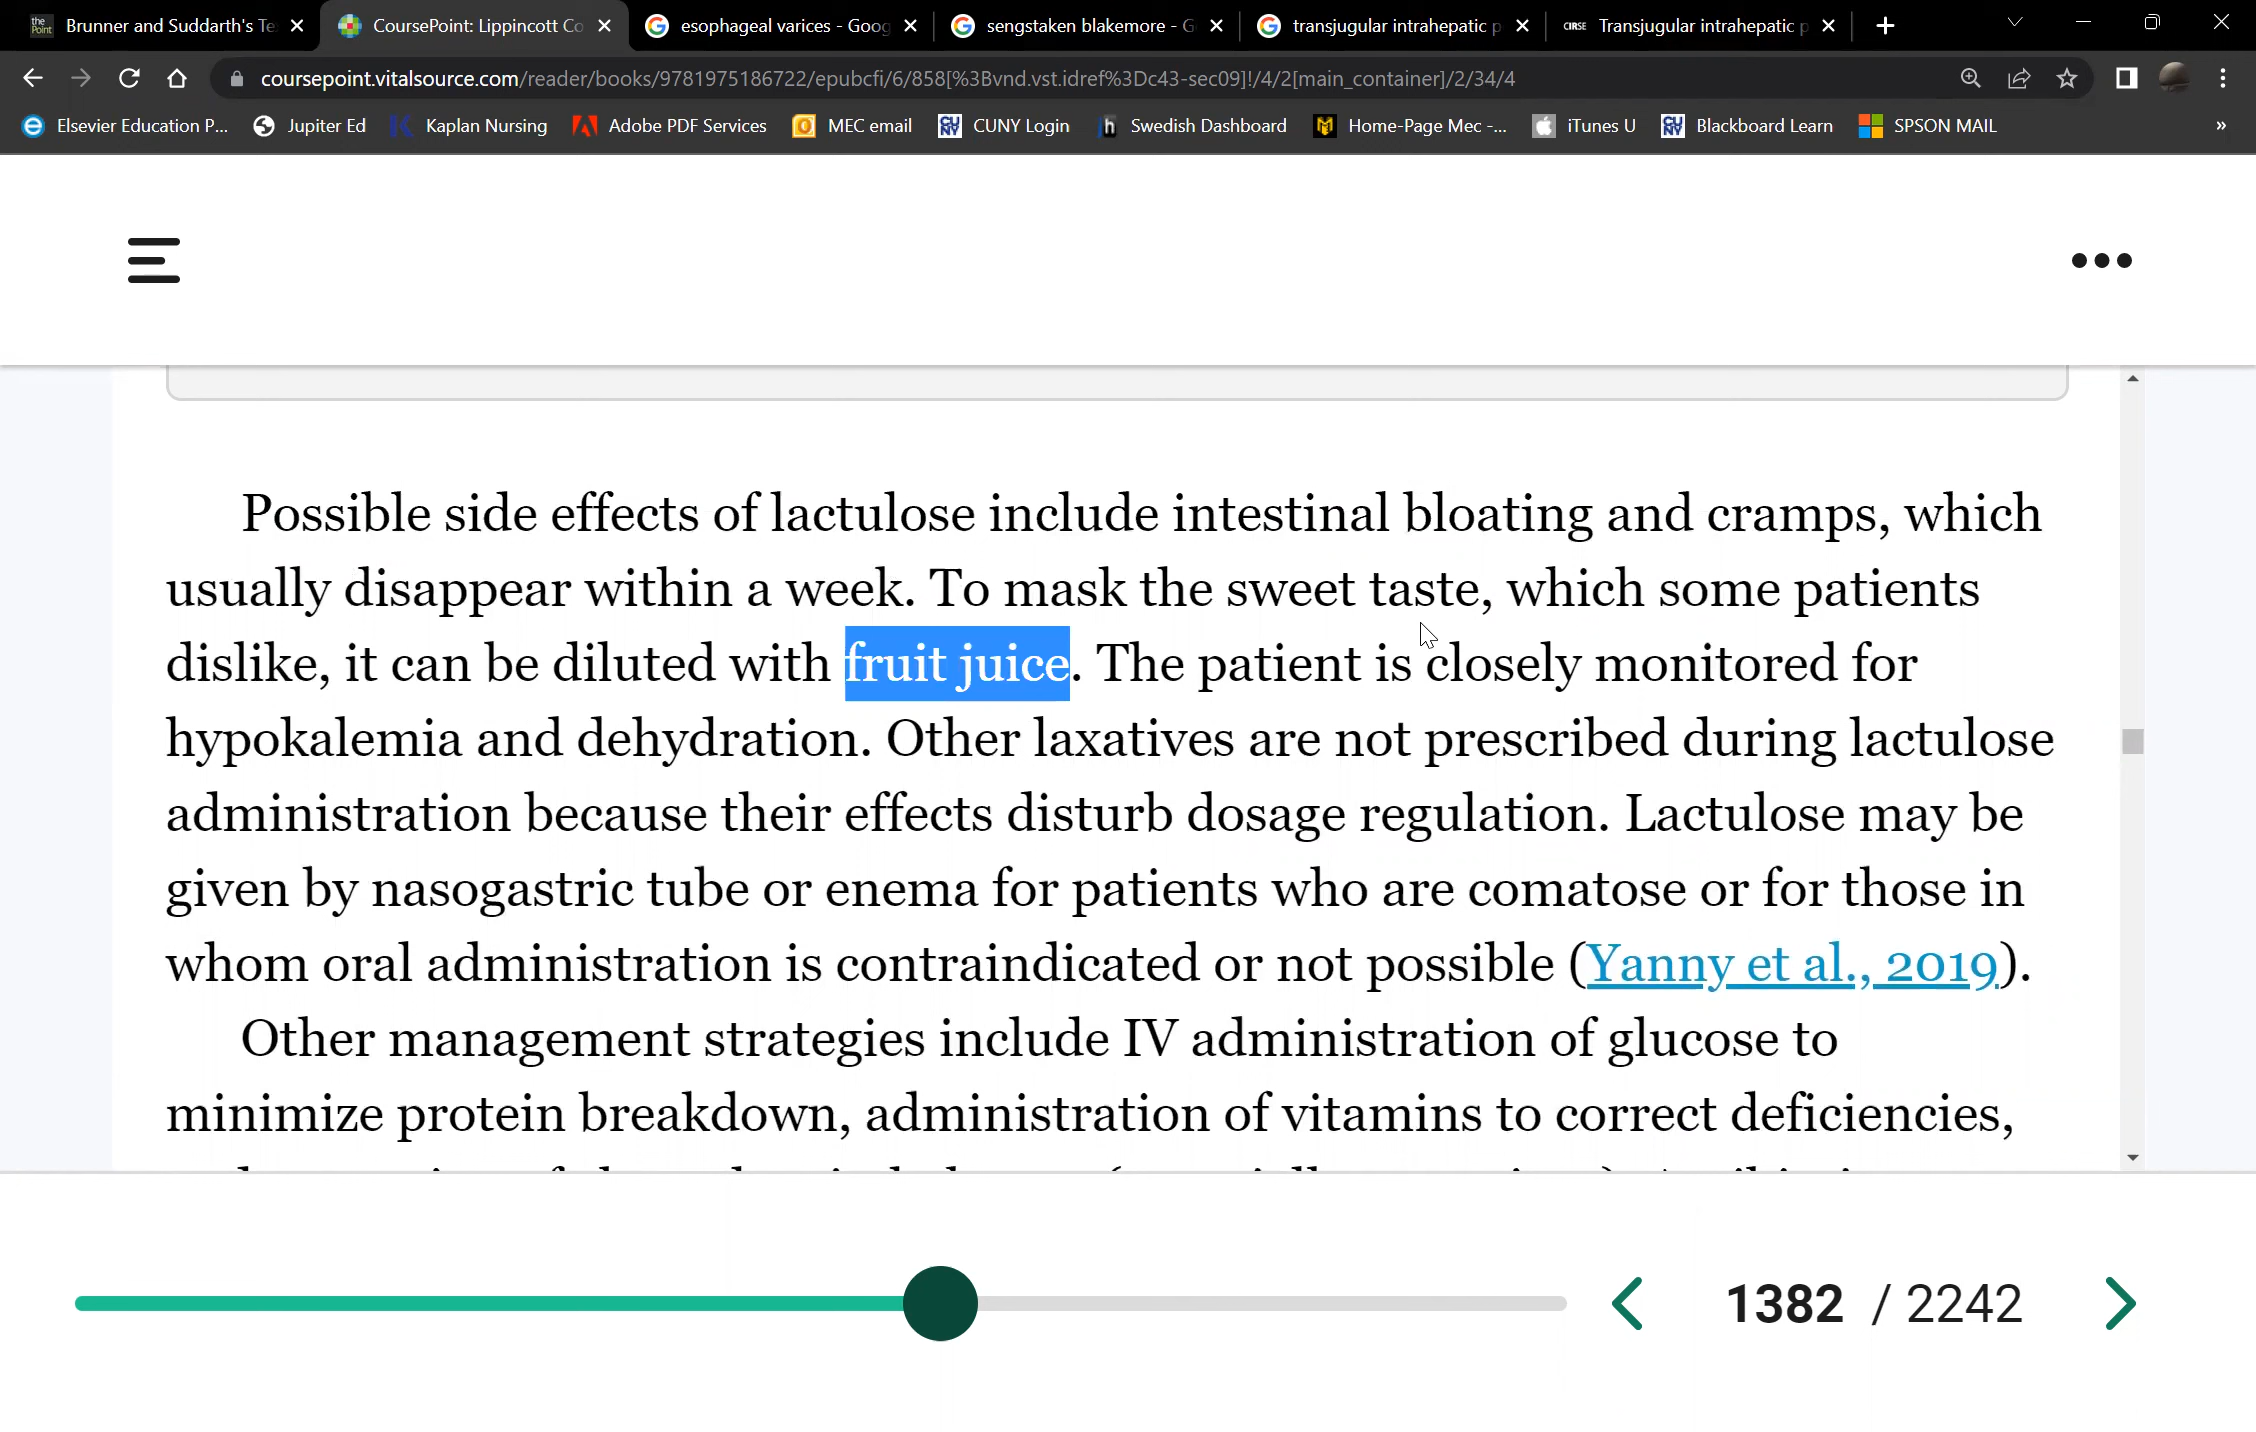 the Point
Brunner and Suddarth's Te
CoursePoint: Lippincott Co
esophageal varices - Goog
sengstaken blakemore - G
transjugular intrahepatic p
CIRSE Transjugular intrahepatic p
coursepoint.vitalsource.com/reader/books/9781975186722/epubcfi/6/858[%3Bvnd.vst.idref%3Dc43-sec09]!/4/2[main_container]/2/34/4
Elsevier Education P...
Jupiter Ed
Kaplan Nursing
Adobe PDF Services
MEC email
CUNY Login
Swedish Dashboard
Home-Page Mec -...
iTunes U
Blackboard Learn
SPSON MAIL
»
Possible side effects of lactulose include intestinal bloating and cramps, which
usually disappear within a week. To mask the sweet taste, which some patients
dislike, it can be diluted with fruit juice. The patient is closely monitored for
hypokalemia and dehydration. Other laxatives are not prescribed during lactulose
administration because their effects disturb dosage regulation. Lactulose may be
given by nasogastric tube or enema for patients who are comatose or for those in
whom oral administration is contraindicated or not possible (Yanny et al., 2019).
Other management strategies include IV administration of glucose to
minimize protein breakdown, administration of vitamins to correct deficiencies,
1382 / 2242